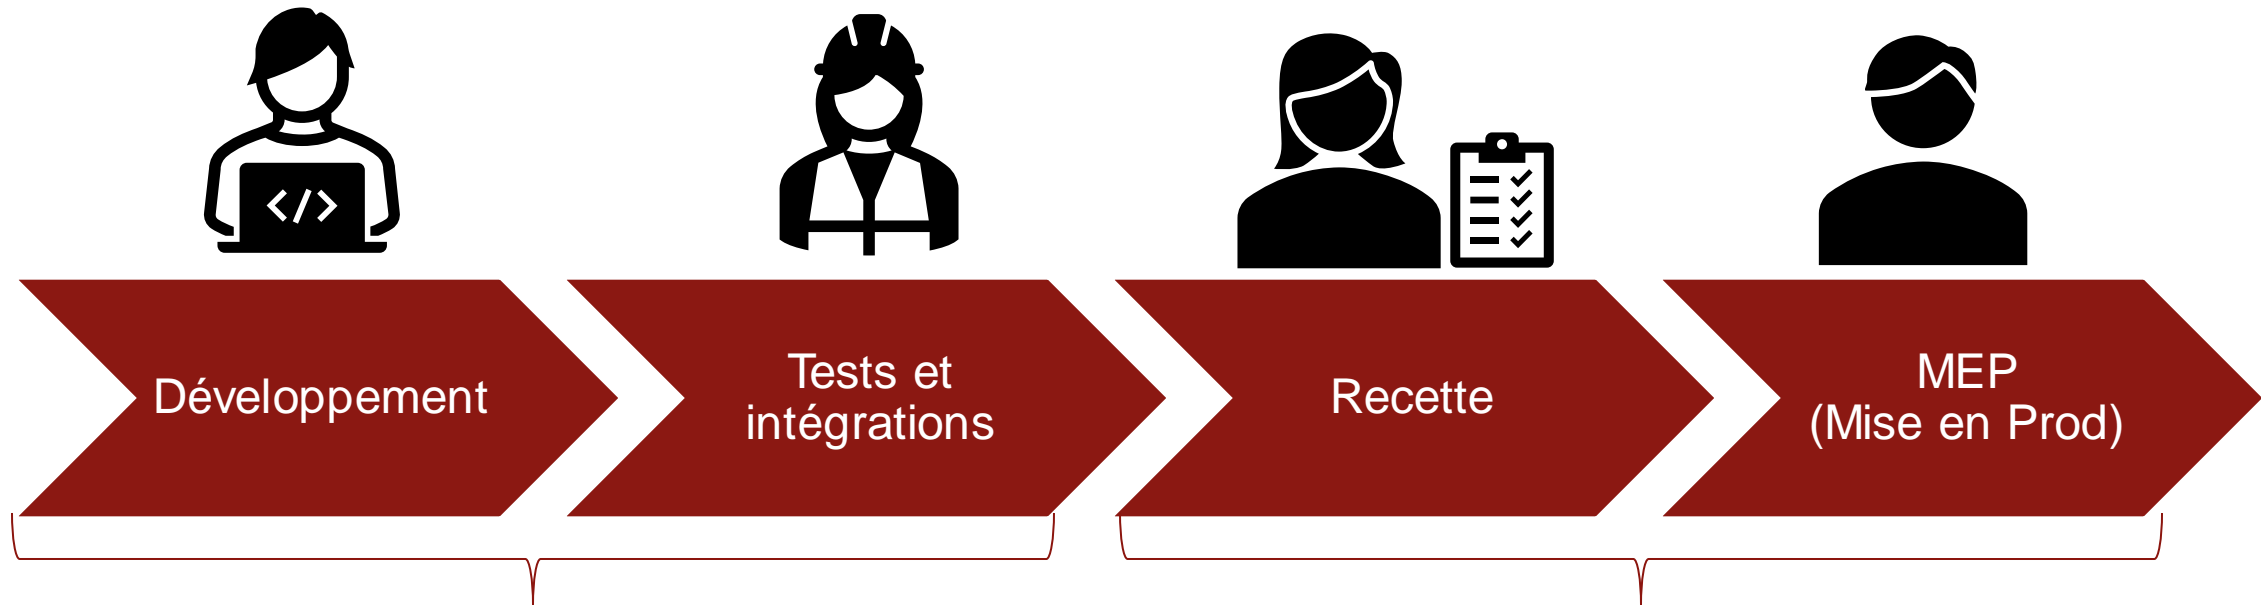 Développement
Tests et
intégrations
Recette
MEP
(Mise en Prod)